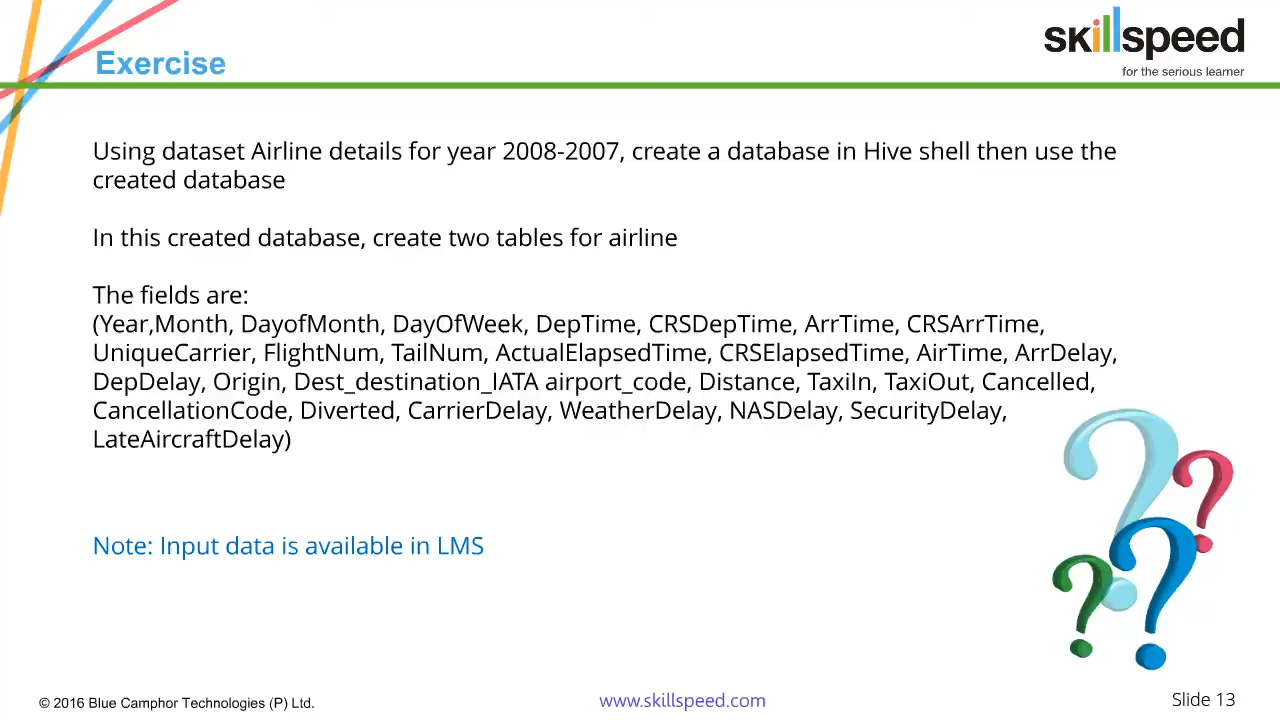 Exercise
skillspeed
for the serious learner
Using dataset Airline details for year 2008-2007, create a database in Hive shell then use the
created database
In this created database, create two tables for airline
The fields are:
(Year,Month, DayofMonth, DayOfWeek, DepTime, CRSDepTime, ArrTime, CRSArrTime,
UniqueCarrier, FlightNum, TailNum, ActualElapsedTime, CRSElapsedTime, AirTime, ArrDelay,
DepDelay, Origin, Dest_destination_IATA airport_code, Distance, TaxiIn, TaxiOut, Cancelled,
CancellationCode, Diverted, CarrierDelay, WeatherDelay, NASDelay, SecurityDelay,
LateAircraftDelay)
Note: Input data is available in LMS
© 2016 Blue Camphor Technologies (P) Ltd.
www.skillspeed.com
Slide 13